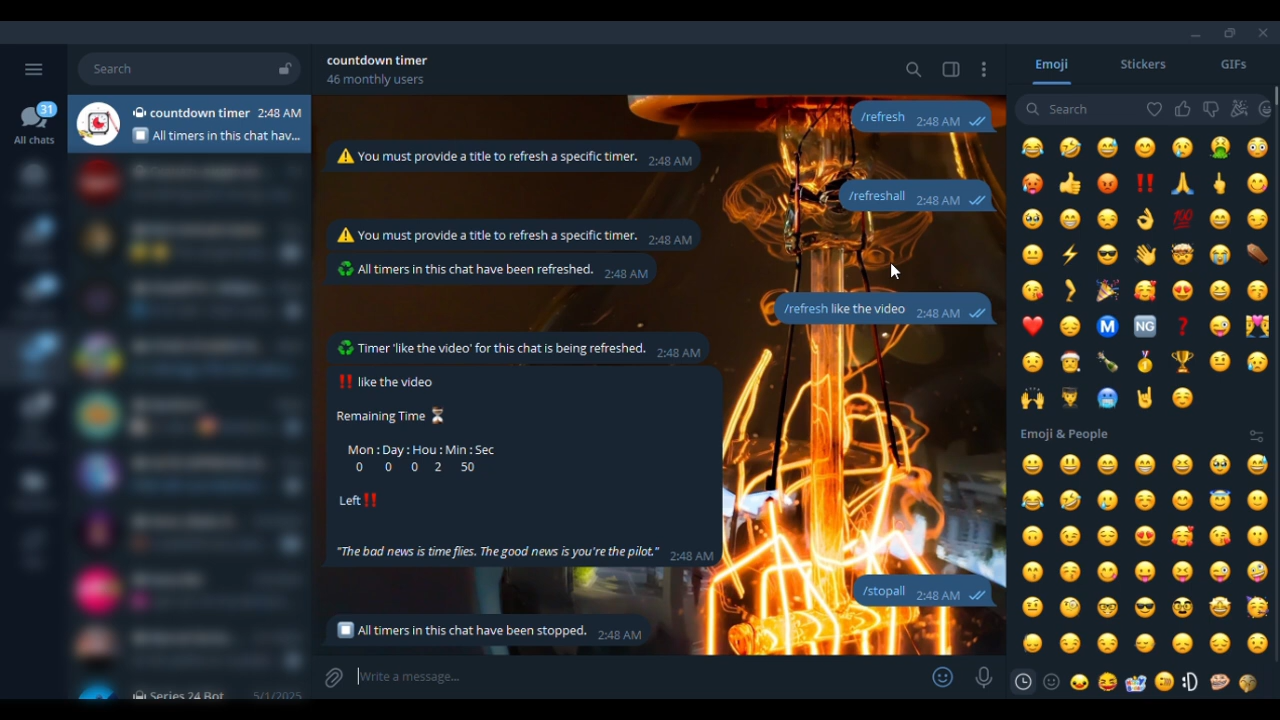 Search
31
All chats
countdown timer 2:48 AM
All timers in this chat hav...
Series 24 Bot 5/1/2025
countdown timer
46 monthly users
/refresh 2:48 AM
⚠️ You must provide a title to refresh a specific timer. 2:48 AM
/refreshall 2:48 AM
⚠️ You must provide a title to refresh a specific timer. 2:48 AM
♻️ All timers in this chat have been refreshed. 2:48 AM
/refresh like the video 2:48 AM
♻️ Timer 'like the video' for this chat is being refreshed. 2:48 AM
‼️ like the video
Remaining Time ⏳
Mon : Day : Hou : Min : Sec
0 0 0 2 50
Left‼️
"The bad news is time flies. The good news is you're the pilot." 2:48 AM
/stopall 2:48 AM
⏹️ All timers in this chat have been stopped. 2:48 AM
Write a message...
Emoji Stickers GIFs
Search
Emoji & People